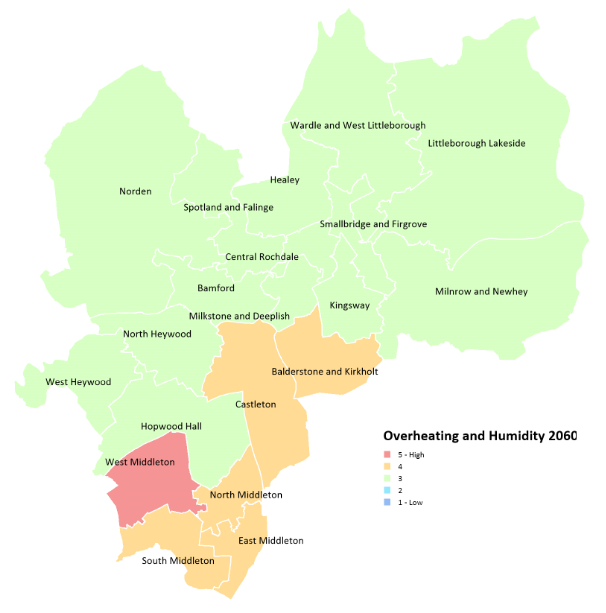 Wardle and West Littleborough
Littleborough Lakeside
Healey
Norden
Spotland and Falinge
Smallbridge and Firgrove
Central Rochdale
Bamford
Milnrow and Newhey
Kingsway
Milkstone and Deeplish
North Heywood
Balderstone and Kirkholt
West Heywood
Castleton
Hopwood Hall
Overheating and Humidity 2060
5 - High
West Middleton
4
3
2
North Middleton
1 - Low
East Middleton
South Middleton